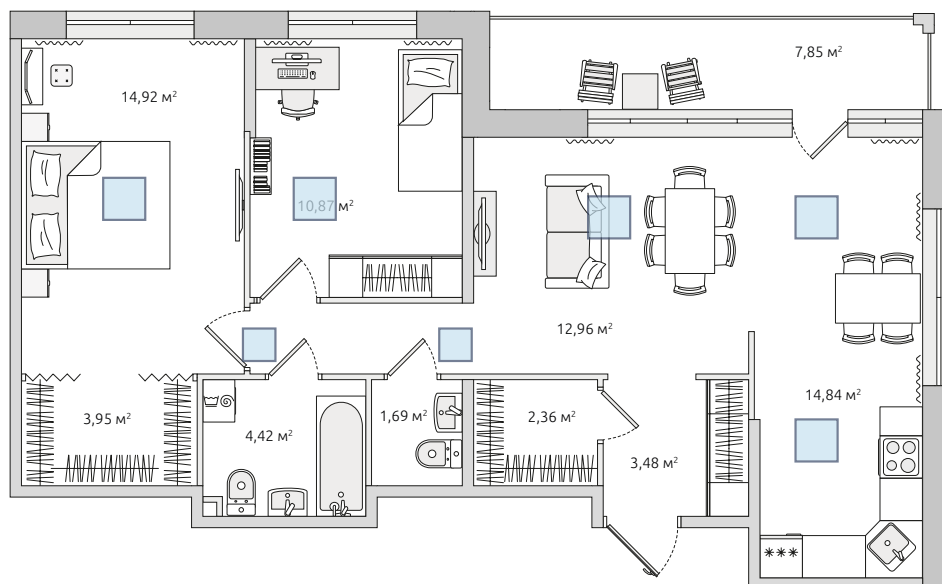 7,85 м²
14,92 м²
10,87 м²
12,96 м²
14,84 м²
3,95 м²
4,42 м²
1,69 м²
2,36 м²
3,48 м²
***